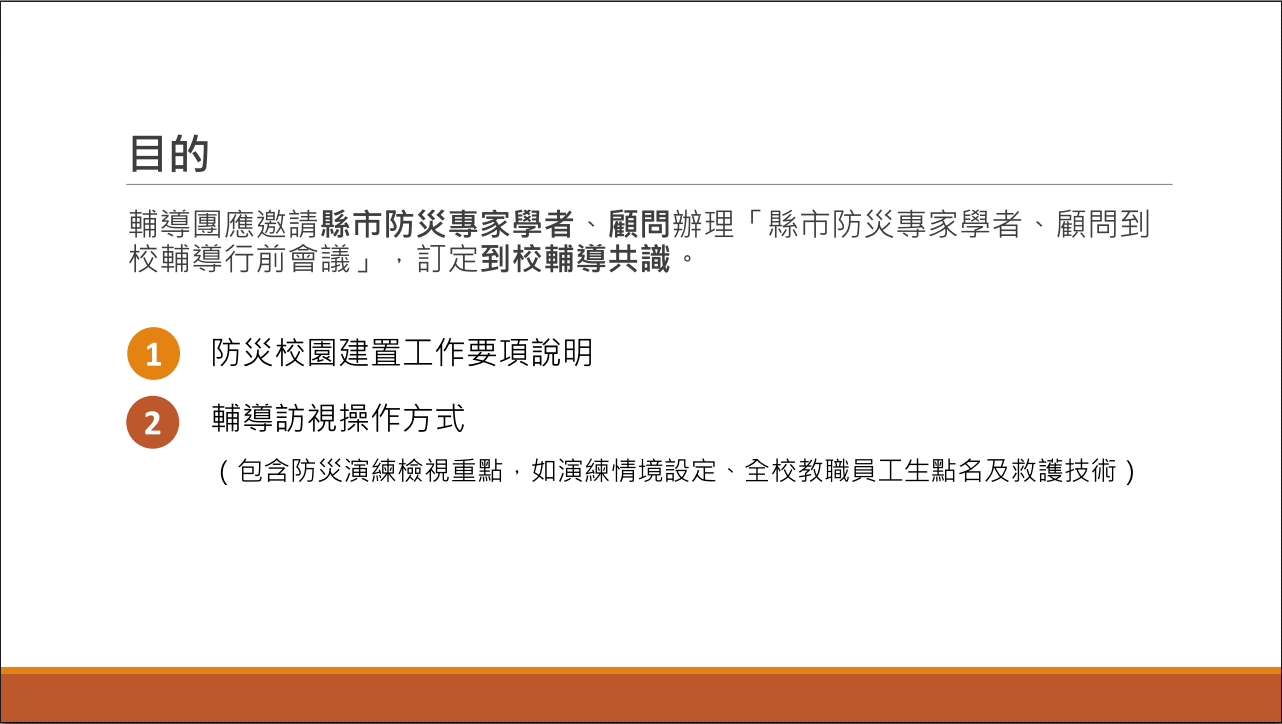 目的
輔導團應邀請縣市防災專家學者、顧問辦理「縣市防災專家學者、顧問到
校輔導行前會議」，訂定到校輔導共識。
1 防災校園建置工作要項說明
2 輔導訪視操作方式
（包含防災演練檢視重點，如演練情境設定、全校教職員工生點名及救護技術）